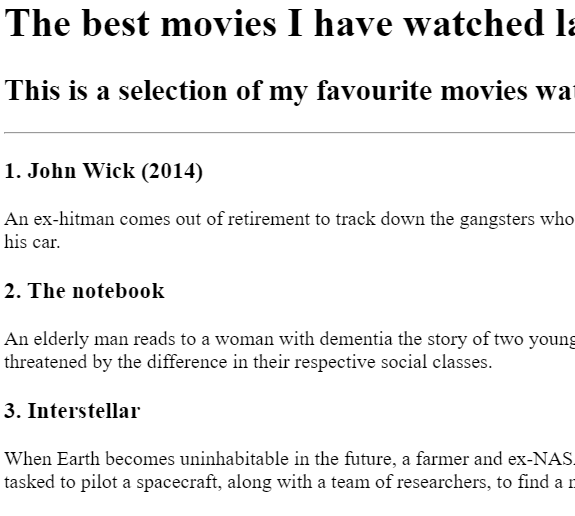 The best movies I have watched
This is a selection of my favourite movies
1. John Wick (2014)
An ex-hitman comes out of retirement to track down the gangsters who
his car.
2. The notebook
An elderly man reads to a woman with dementia the story of two young
threatened by the difference in their respective social classes.
3. Interstellar
When Earth becomes uninhabitable in the future, a farmer and ex-NAS
tasked to pilot a spacecraft, along with a team of researchers, to find a